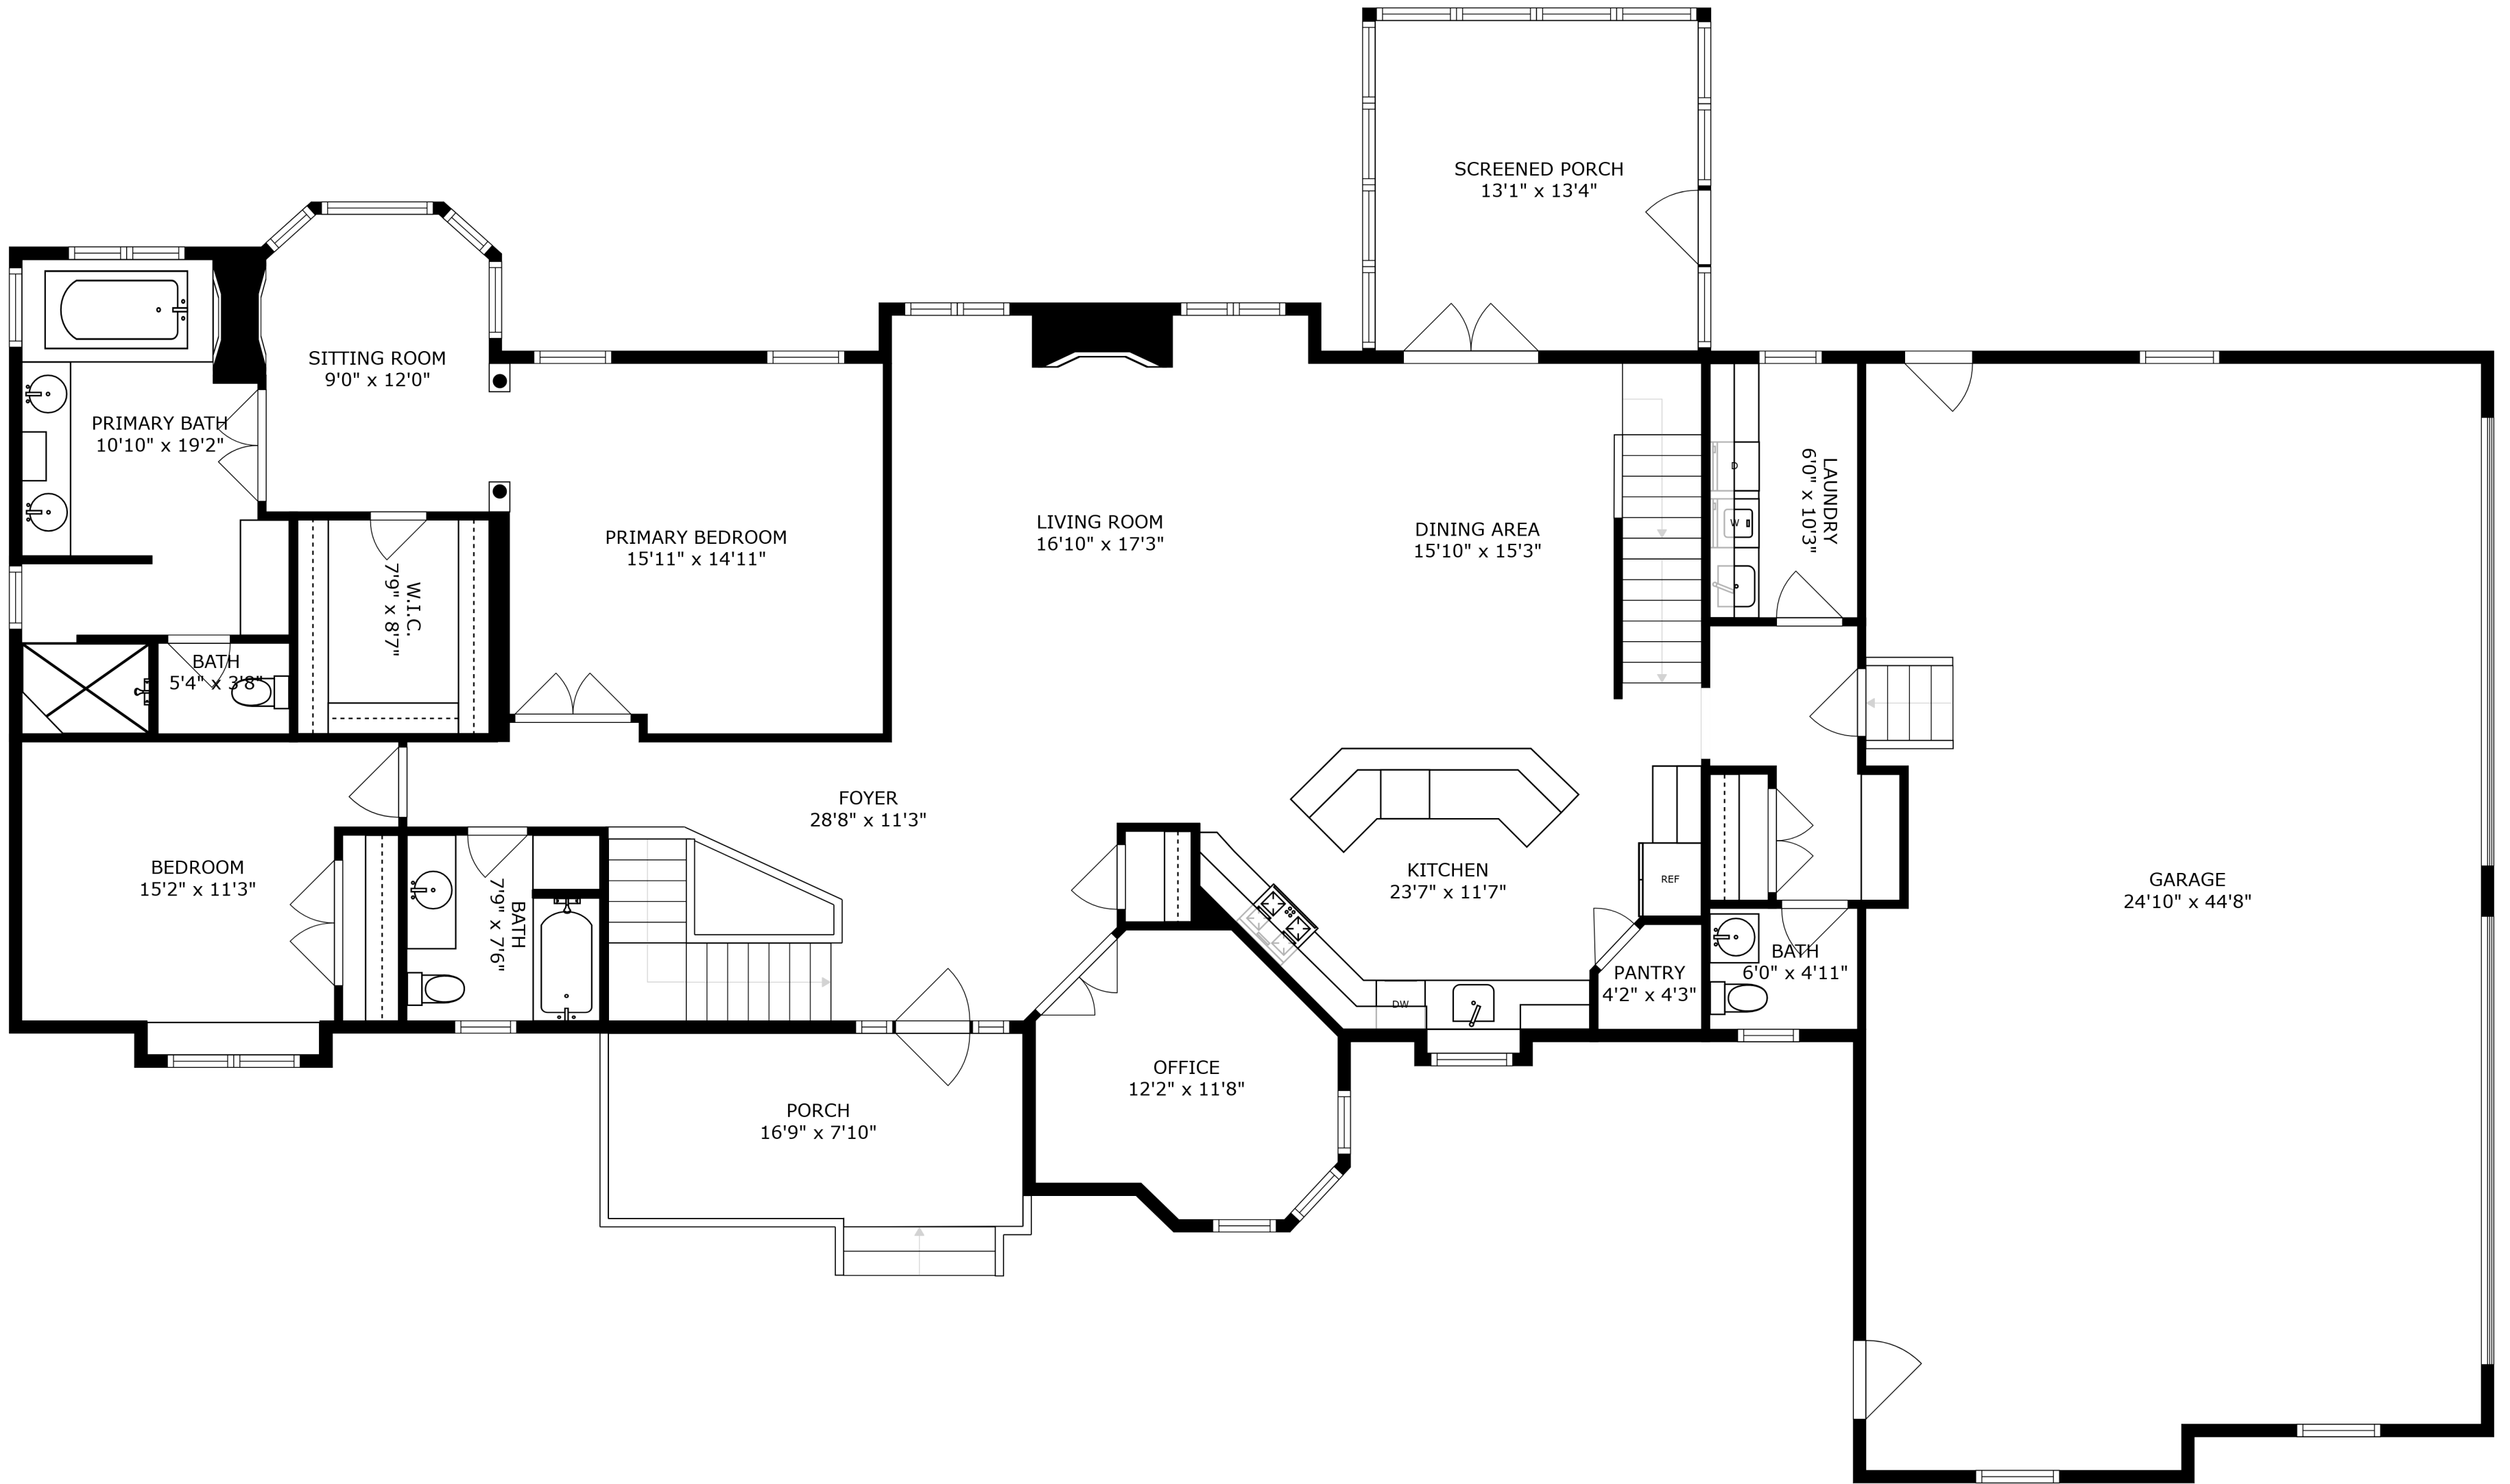 SCREENED PORCH
13'1" x 13'4"
SITTING ROOM
9'0" x 12'0"
PRIMARY BATH
10'10" x 19'2"
PRIMARY BEDROOM
15'11" x 14'11"
LIVING ROOM
16'10" x 17'3"
DINING AREA
15'10" x 15'3"
D
W
LAUNDRY
6'0" x 10'3"
W.I.C.
7'9" x 8'7"
BATH
5'4" x 3'8"
FOYER
28'8" x 11'3"
BEDROOM
15'2" x 11'3"
BATH
7'9" x 7'6"
KITCHEN
23'7" x 11'7"
REF
GARAGE
24'10" x 44'8"
BATH
6'0" x 4'11"
PANTRY
4'2" x 4'3"
DW
OFFICE
12'2" x 11'8"
PORCH
16'9" x 7'10"